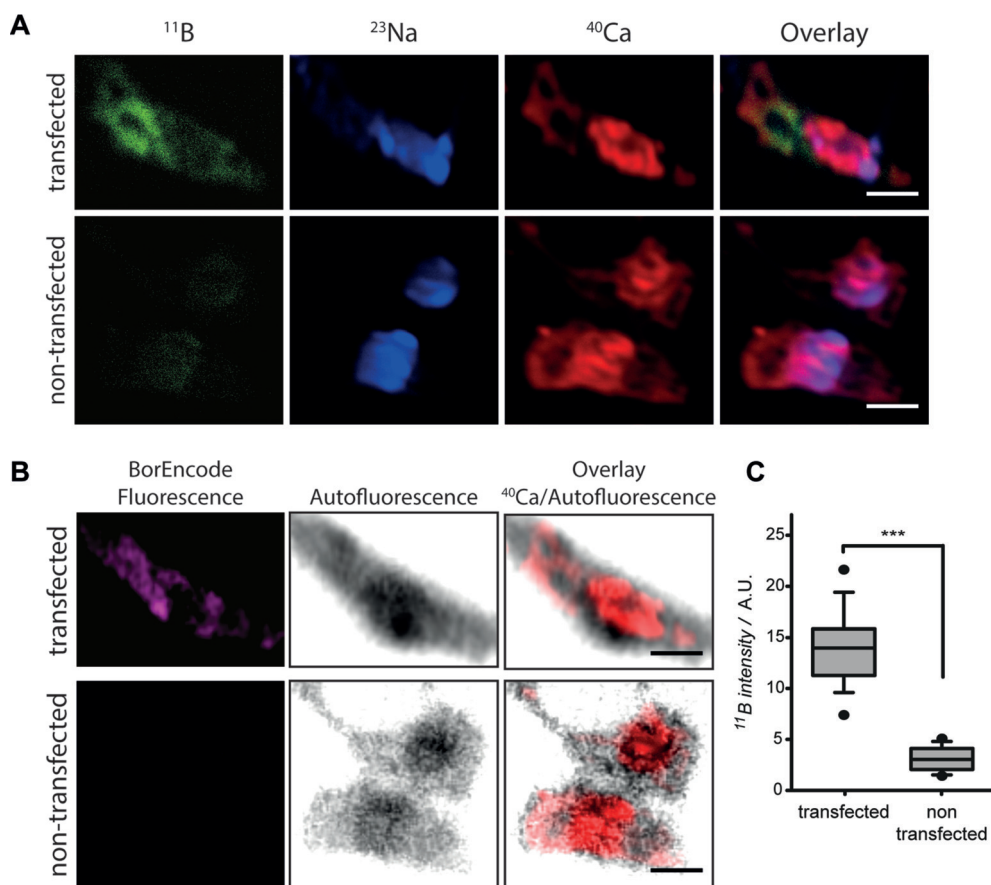 A
¹¹B
²³Na
⁴⁰Ca
Overlay
transfected
non-transfected
B
BorEncode
Fluorescence
Autofluorescence
Overlay
⁴⁰Ca/Autofluorescence
transfected
non-transfected
C
¹¹B intensity / A.U.
25
20
15
10
5
0
***
transfected
non
transfected